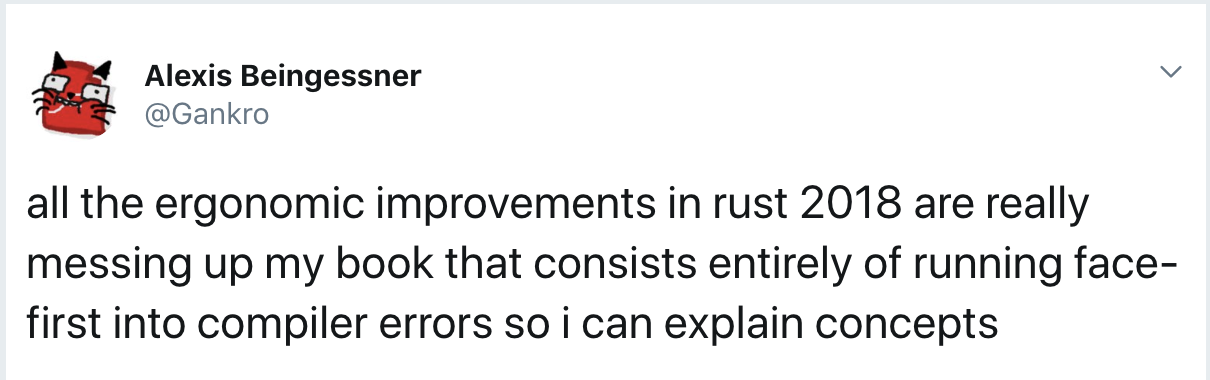 Alexis Beingessner
@Gankro
all the ergonomic improvements in rust 2018 are really
messing up my book that consists entirely of running face-
first into compiler errors so i can explain concepts